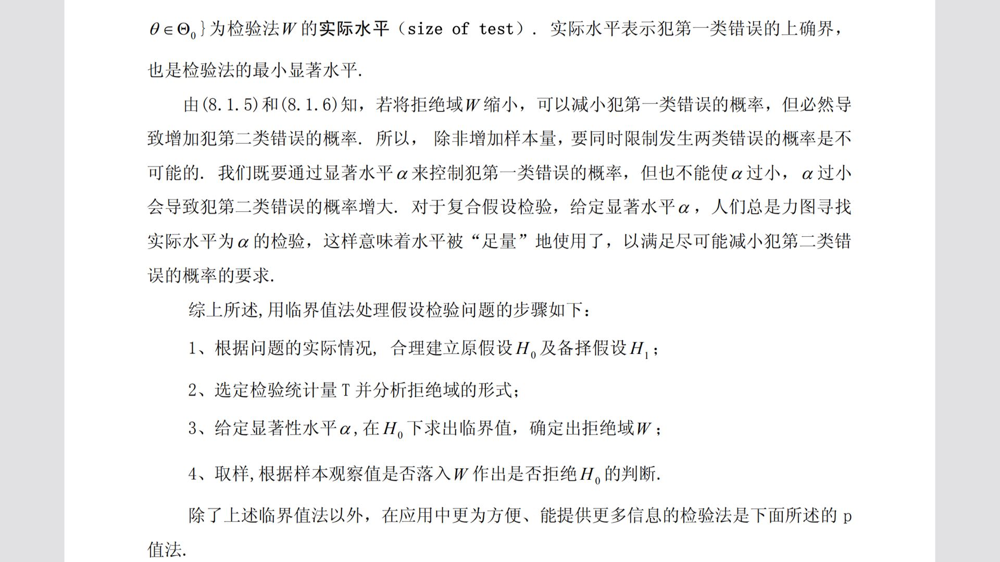 θ∈Θ₀}为检验法W的实际水平（size of test）. 实际水平表示犯第一类错误的上确界，
也是检验法的最小显著水平.
由(8.1.5)和(8.1.6)知，若将拒绝域W缩小，可以减小犯第一类错误的概率，但必然导
致增加犯第二类错误的概率. 所以， 除非增加样本量,要同时限制发生两类错误的概率是不
可能的. 我们既要通过显著水平α来控制犯第一类错误的概率，但也不能使α过小，α过小
会导致犯第二类错误的概率增大. 对于复合假设检验，给定显著水平α，人们总是力图寻找
实际水平为α的检验，这样意味着水平被“足量”地使用了，以满足尽可能减小犯第二类错
误的概率的要求.
综上所述,用临界值法处理假设检验问题的步骤如下：
1、根据问题的实际情况， 合理建立原假设H₀及备择假设H₁；
2、选定检验统计量 T 并分析拒绝域的形式；
3、给定显著性水平α,在H₀下求出临界值，确定出拒绝域W；
4、取样,根据样本观察值是否落入W作出是否拒绝H₀的判断.
除了上述临界值法以外，在应用中更为方便、能提供更多信息的检验法是下面所述的 p
值法.